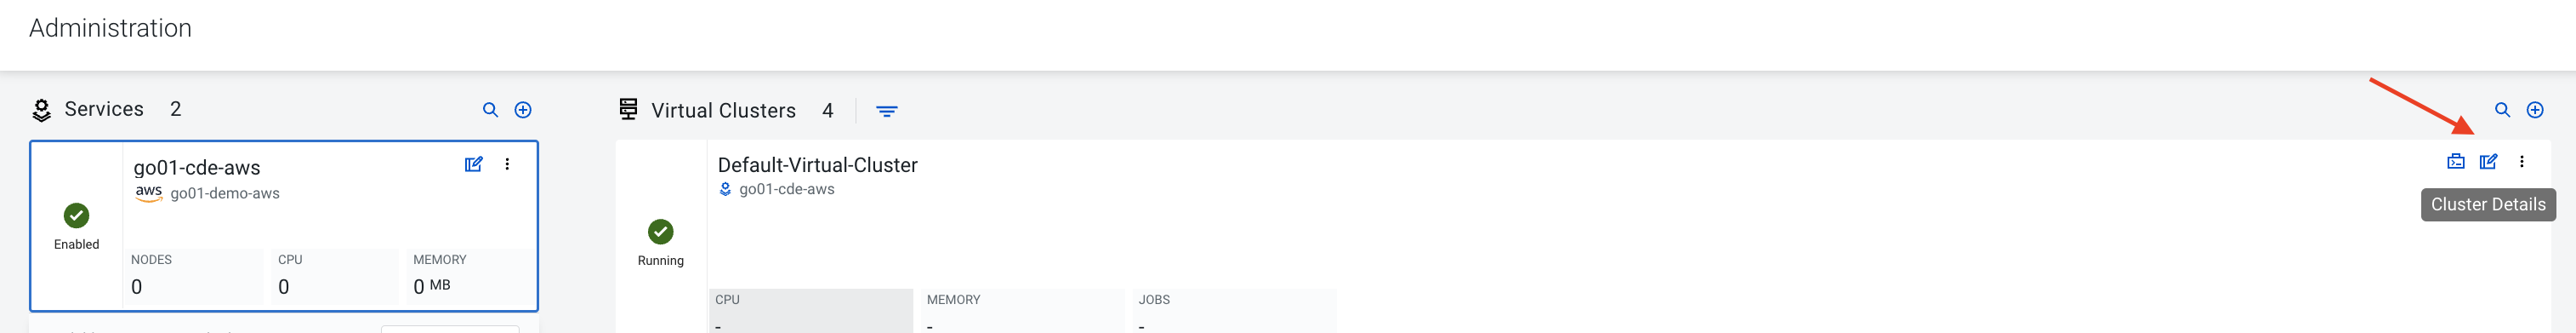 Administration
Services 2
go01-cde-aws
aws go01-demo-aws
Enabled
NODES CPU MEMORY
0 0 0 MB
Virtual Clusters 4
Default-Virtual-Cluster
go01-cde-aws
Cluster Details
Running
CPU MEMORY JOBS
- - -